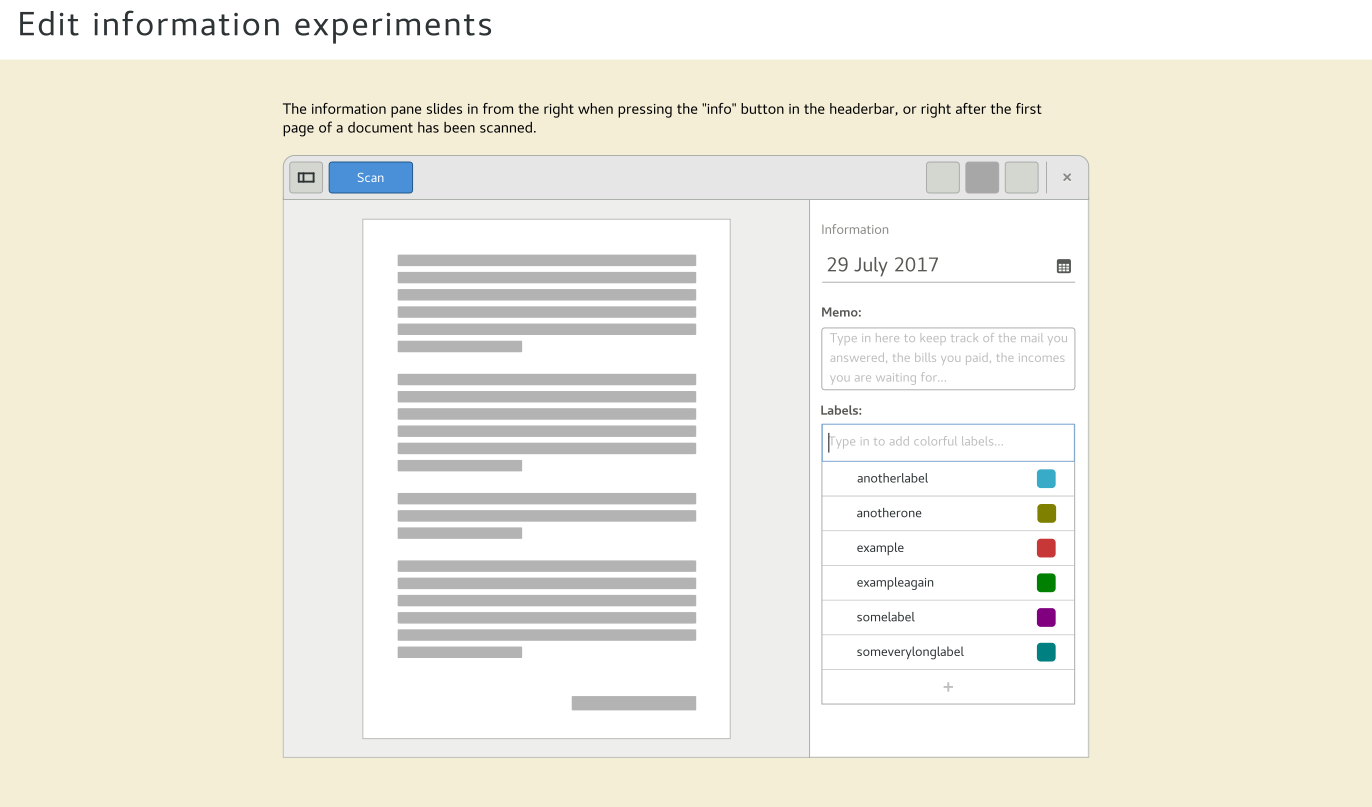 Edit information experiments
The information pane slides in from the right when pressing the "info" button in the headerbar, or right after the first
page of a document has been scanned.
Scan
×
Information
29 July 2017
Memo:
Type in here to keep track of the mail you
answered, the bills you paid, the incomes
you are waiting for...
Labels:
Type in to add colorful labels...
anotherlabel
anotherone
example
exampleagain
somelabel
someverylonglabel
+